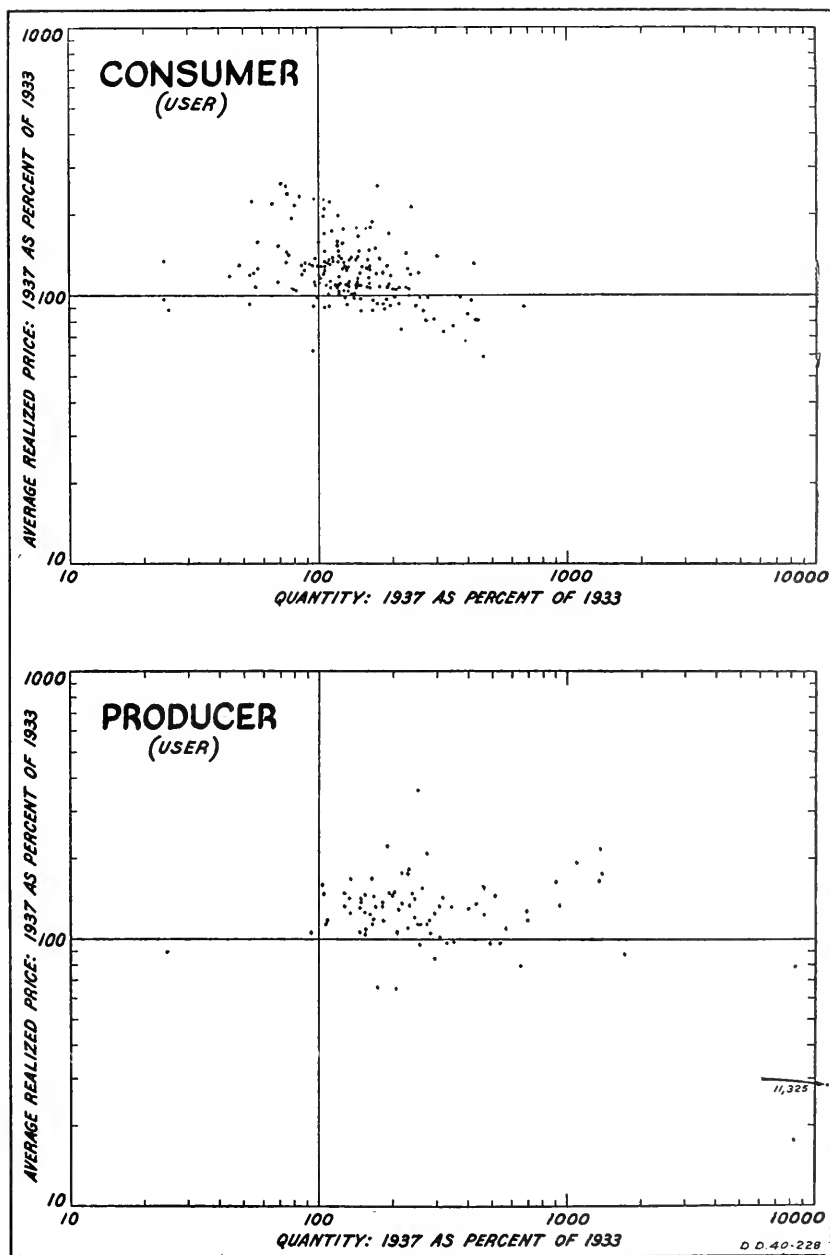 1000
CONSUMER
(USER)
AVERAGE REALIZED PRICE: 1937 AS PERCENT OF 1933
100
10
10 100 1000 10000
QUANTITY: 1937 AS PERCENT OF 1933
1000
PRODUCER
(USER)
AVERAGE REALIZED PRICE: 1937 AS PERCENT OF 1933
100
11,325
10
10 100 1000 10000
QUANTITY: 1937 AS PERCENT OF 1933
D D.40-228